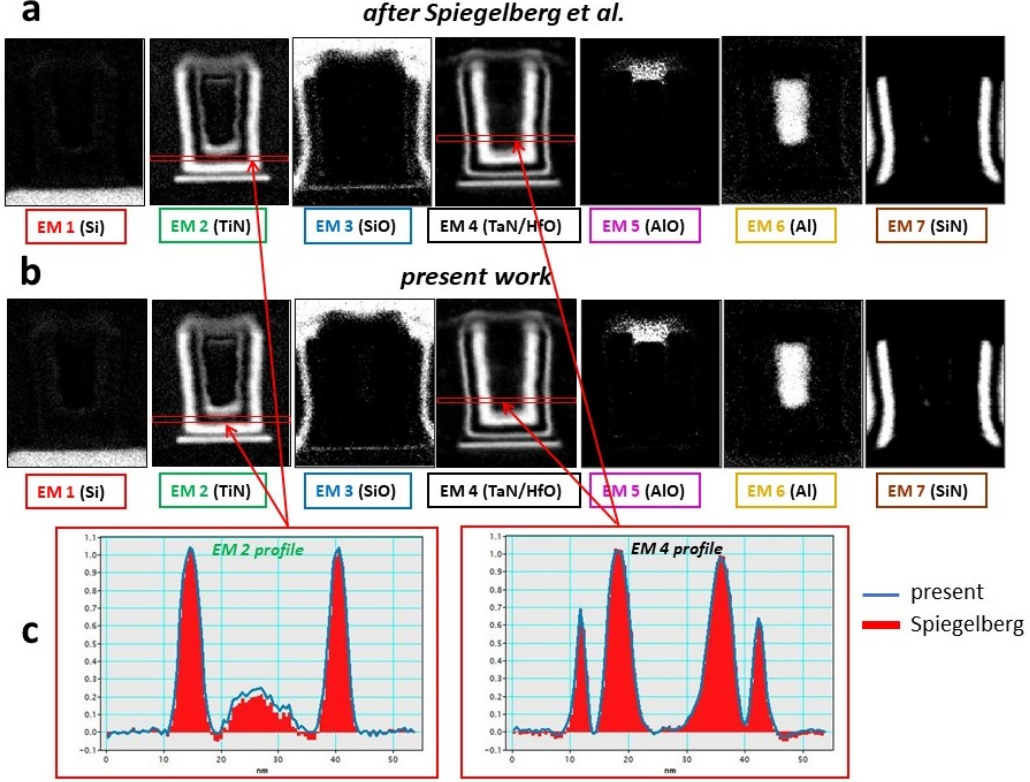 a
after Spiegelberg et al.
EM 1 (Si)
EM 2 (TiN)
EM 3 (SiO)
EM 4 (TaN/HfO)
EM 5 (AlO)
EM 6 (Al)
EM 7 (SiN)
b
present work
EM 1 (Si)
EM 2 (TiN)
EM 3 (SiO)
EM 4 (TaN/HfO)
EM 5 (AlO)
EM 6 (Al)
EM 7 (SiN)
c
EM 2 profile
1.1
1.0
0.9
0.8
0.7
0.6
0.5
0.4
0.3
0.2
0.1
0.0
-0.1
0 10 20 30 40 50
nm
EM 4 profile
1.1
1.0
0.9
0.8
0.7
0.6
0.5
0.4
0.3
0.2
0.1
0.0
-0.1
0 10 20 30 40 50
nm
present
Spiegelberg